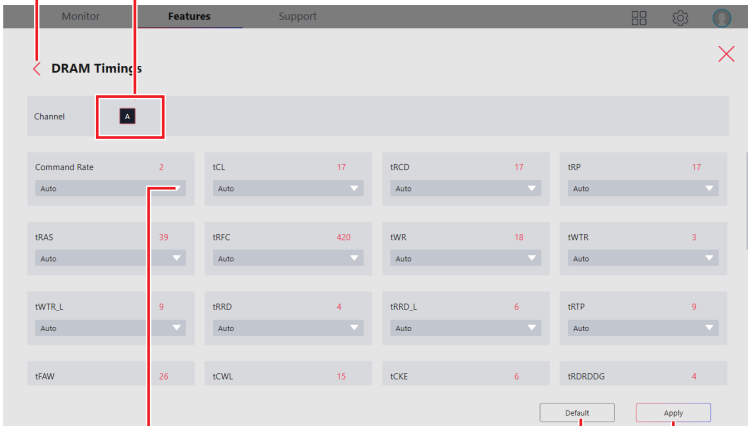 Monitor Features Support
DRAM Timings
Channel A
Command Rate 2 tCL 17 tRCD 17 tRP 17
Auto Auto Auto Auto
tRAS 39 tRFC 420 tWR 18 tWTR 3
Auto Auto Auto Auto
tWTR_L 9 tRRD 4 tRRD_L 6 tRTP 9
Auto Auto Auto Auto
tFAW 26 tCWL 15 tCKE 6 tRDRDDG 4
Default Apply